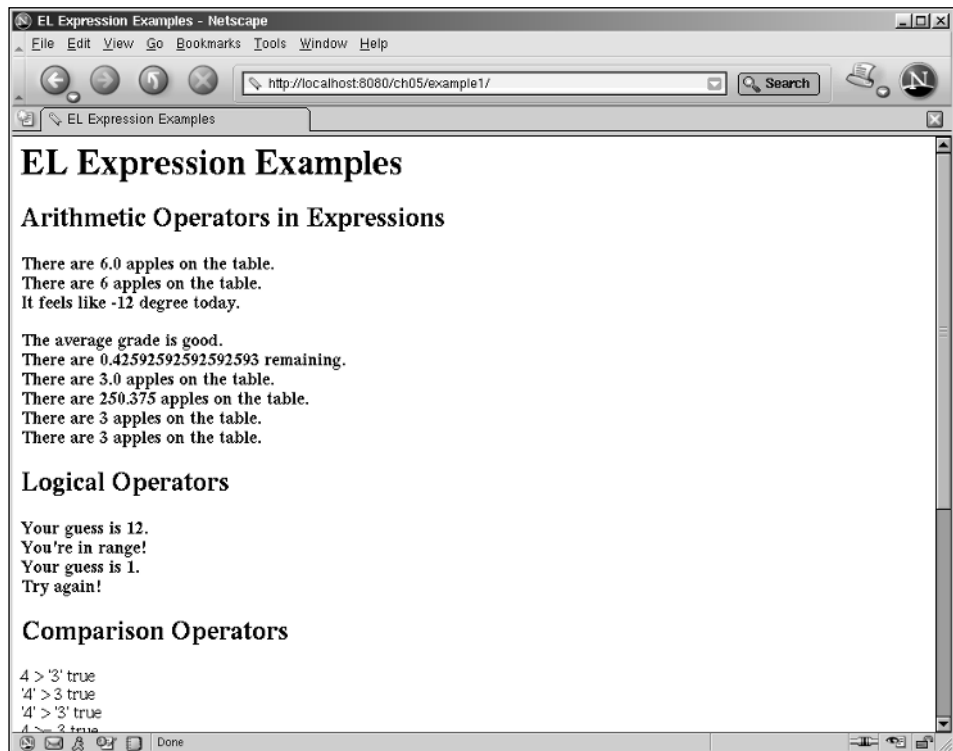 EL Expression Examples - Netscape
File Edit View Go Bookmarks Tools Window Help
http://localhost:8080/ch05/example1/
Search
N
EL Expression Examples
EL Expression Examples
Arithmetic Operators in Expressions
There are 6.0 apples on the table.
There are 6 apples on the table.
It feels like -12 degree today.
The average grade is good.
There are 0.42592592592592593 remaining.
There are 3.0 apples on the table.
There are 250.375 apples on the table.
There are 3 apples on the table.
There are 3 apples on the table.
Logical Operators
Your guess is 12.
You're in range!
Your guess is 1.
Try again!
Comparison Operators
4 > '3' true
'4' > 3 true
'4' > '3' true
4 >= 3 true
Done